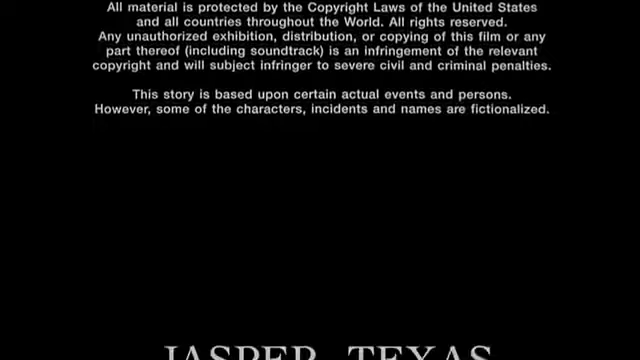 All material is protected by the Copyright Laws of the United States
and all countries throughout the World. All rights reserved.
Any unauthorized exhibition, distribution, or copying of this film or any
part thereof (including soundtrack) is an infringement of the relevant
copyright and will subject infringer to severe civil and criminal penalties.
This story is based upon certain actual events and persons.
However, some of the characters, incidents and names are fictionalized.
JASPER, TEXAS